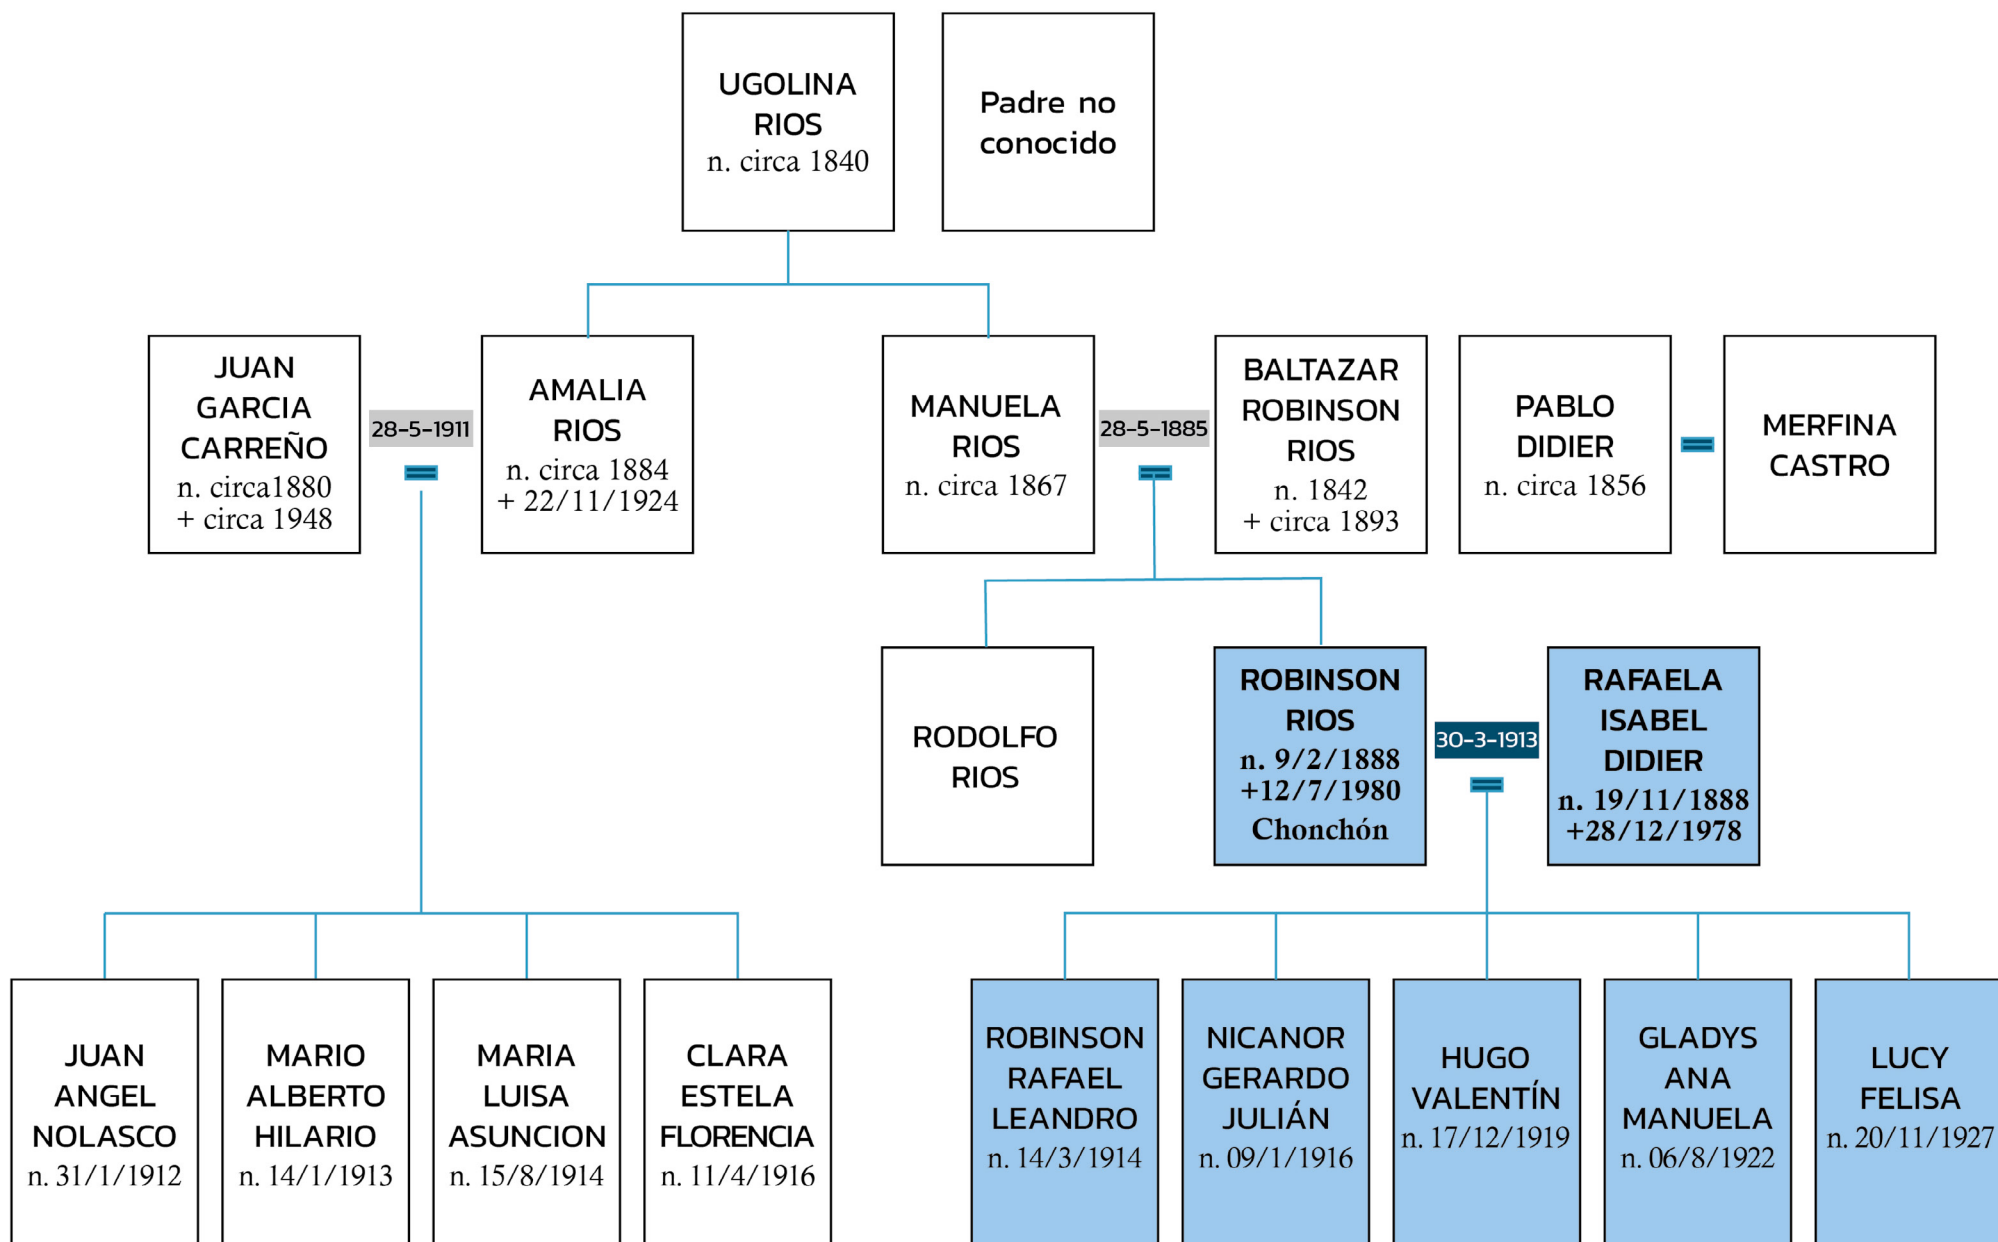 UGOLINA
RIOS
n. circa 1840
Padre no
conocido
JUAN
GARCIA
CARREÑO
n. circa1880
+ circa 1948
28-5-1911
AMALIA
RIOS
n. circa 1884
+ 22/11/1924
MANUELA
RIOS
n. circa 1867
28-5-1885
BALTAZAR
ROBINSON
RIOS
n. 1842
+ circa 1893
PABLO
DIDIER
n. circa 1856
MERFINA
CASTRO
RODOLFO
RIOS
ROBINSON
RIOS
n. 9/2/1888
+12/7/1980
Chonchón
30-3-1913
RAFAELA
ISABEL
DIDIER
n. 19/11/1888
+28/12/1978
JUAN
ANGEL
NOLASCO
n. 31/1/1912
MARIO
ALBERTO
HILARIO
n. 14/1/1913
MARIA
LUISA
ASUNCION
n. 15/8/1914
CLARA
ESTELA
FLORENCIA
n. 11/4/1916
ROBINSON
RAFAEL
LEANDRO
n. 14/3/1914
NICANOR
GERARDO
JULIÁN
n. 09/1/1916
HUGO
VALENTÍN
n. 17/12/1919
GLADYS
ANA
MANUELA
n. 06/8/1922
LUCY
FELISA
n. 20/11/1927